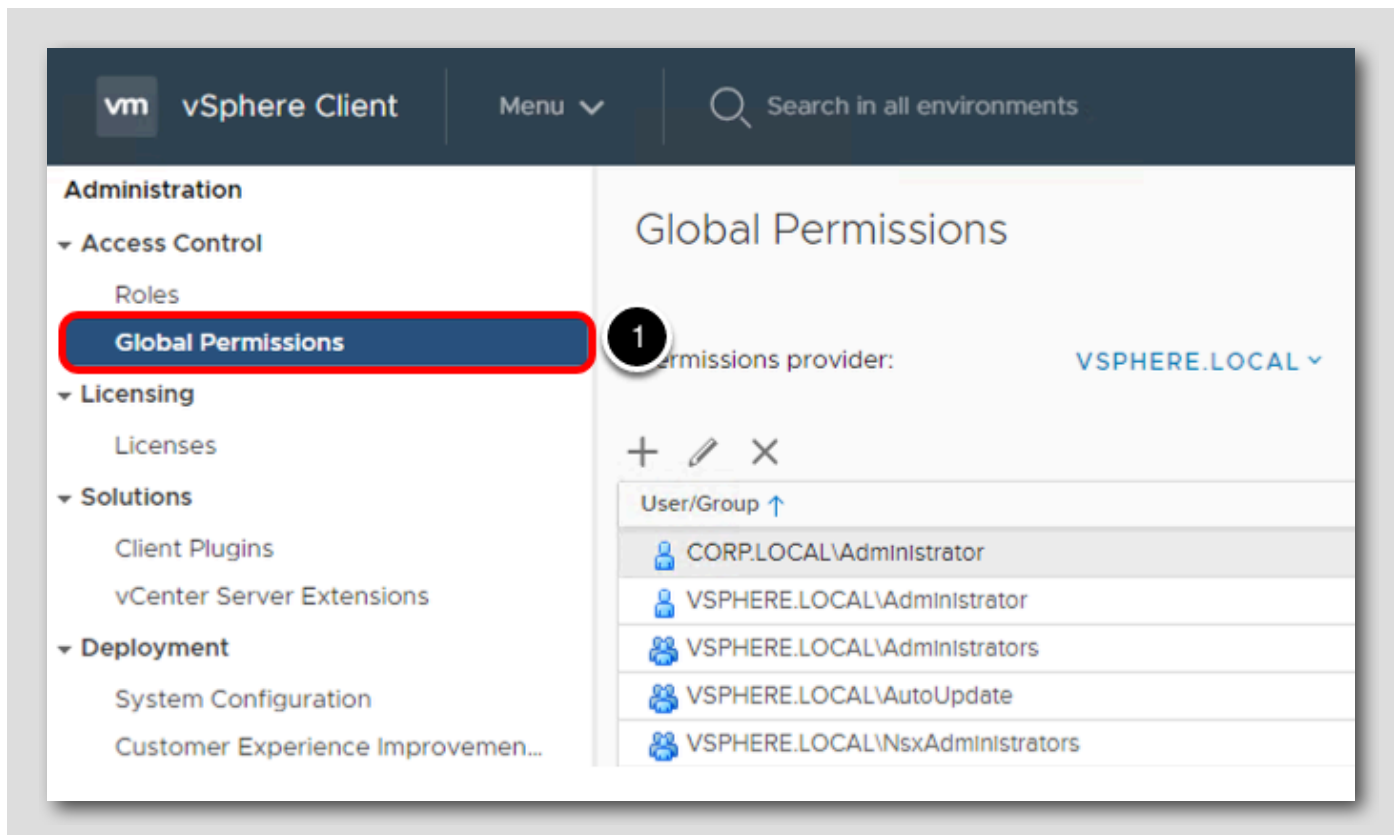 vm vSphere Client Menu Search in all environments
Administration
Access Control
Roles
Global Permissions
Licensing
Licenses
Solutions
Client Plugins
vCenter Server Extensions
Deployment
System Configuration
Customer Experience Improvemen...
Global Permissions
1
ermissions provider: VSPHERE.LOCAL
User/Group ↑
CORP.LOCAL\Administrator
VSPHERE.LOCAL\Administrator
VSPHERE.LOCAL\Administrators
VSPHERE.LOCAL\AutoUpdate
VSPHERE.LOCAL\NsxAdministrators